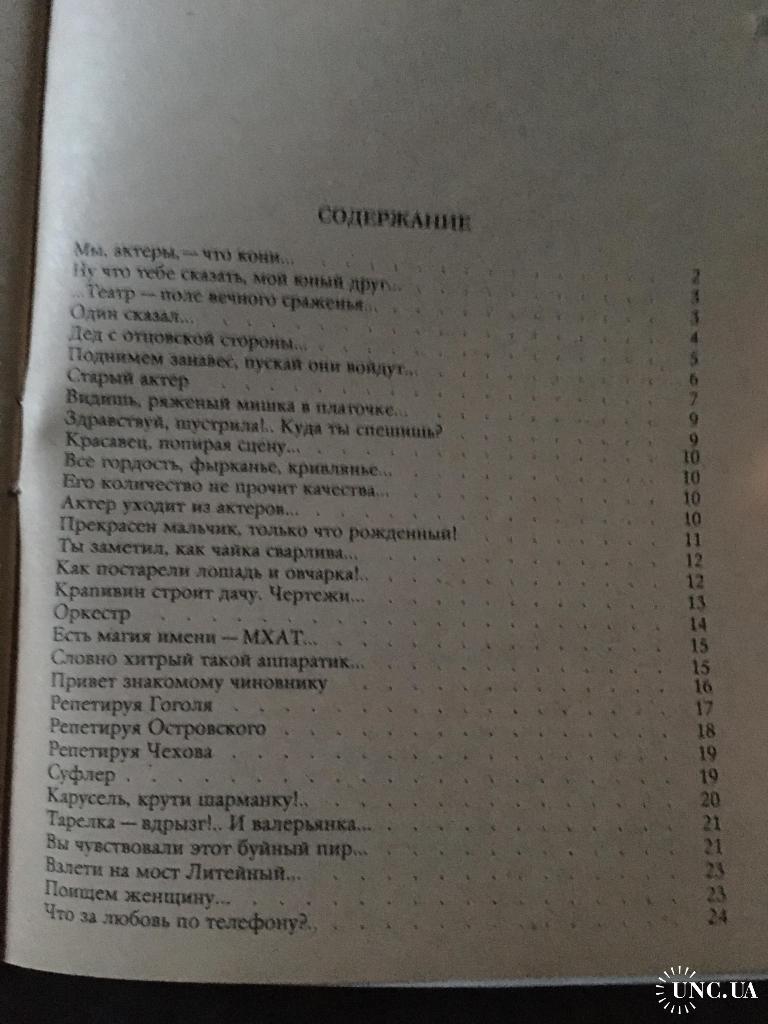 СОДЕРЖАНИЕ
Мы, актеры, — что кони... 2
Ну что тебе сказать, мой юный друг... 3
...Театр — поле вечного сраженья... 3
Один сказал... 4
Дед с отцовской стороны... 5
Поднимем занавес, пускай они войдут... 6
Старый актер 7
Видишь, ряженый мишка в платочке... 9
Здравствуй, шустрила!.. Куда ты спешишь? 9
Красавец, попирая сцену... 10
Все гордость, фырканье, кривлянье... 10
Его количество не прочит качества... 10
Актер уходит из актеров... 10
Прекрасен мальчик, только что рожденный! 11
Ты заметил, как чайка сварлива... 12
Как постарели лошадь и овчарка!.. 12
Крапивин строит дачу. Чертежи... 13
Оркестр 14
Есть магия имени — МХАТ... 15
Словно хитрый такой аппаратик... 15
Привет знакомому чиновнику 16
Репетируя Гоголя 17
Репетируя Островского 18
Репетируя Чехова 19
Суфлер 19
Карусель, крути шарманку!.. 20
Тарелка — вдрызг!.. И валерьянка... 21
Вы чувствовали этот буйный пир... 21
Взлети на мост Литейный... 23
Поищем женщину... 23
Что за любовь по телефону?.. 24
UNC.UA